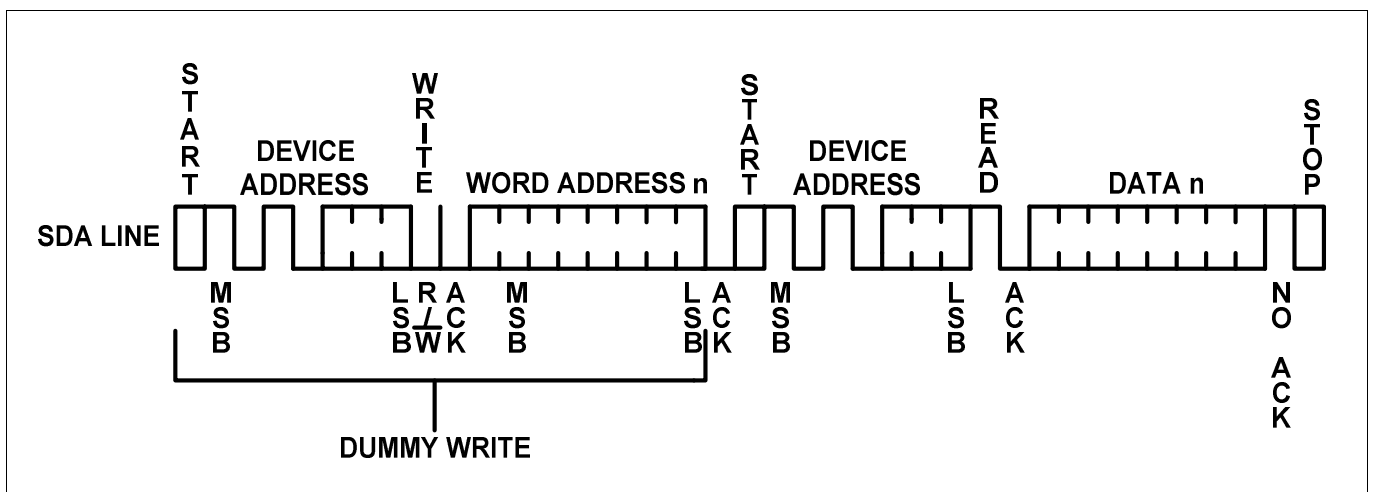 START
WRITE
START
READ
STOP
DEVICE
ADDRESS
WORD ADDRESS n
DEVICE
ADDRESS
DATA n
SDA LINE
MSB
LSB
R/W
ACK
MSB
LSB
ACK
MSB
LSB
ACK
NO ACK
DUMMY WRITE